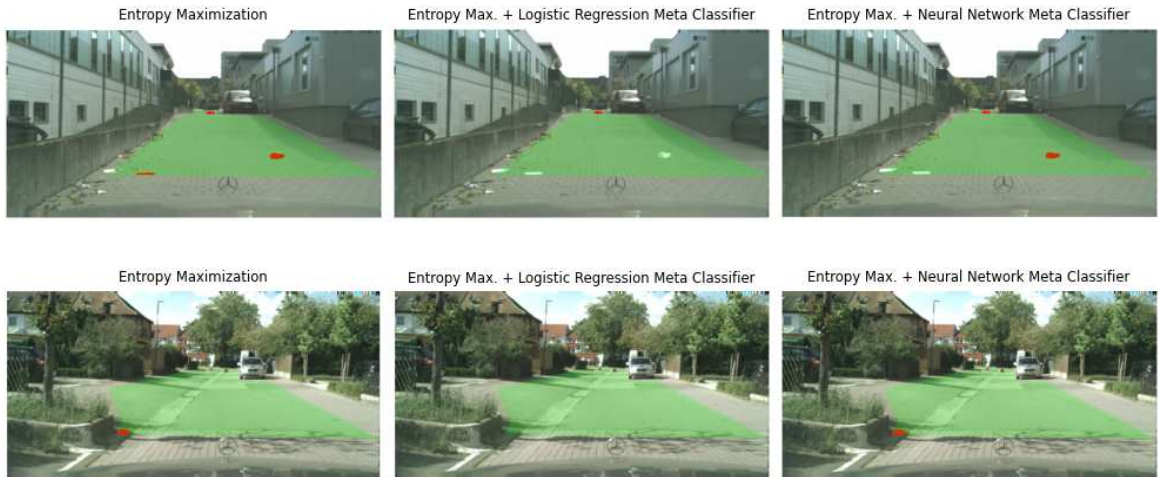 Entropy Maximization
Entropy Max. + Logistic Regression Meta Classifier
Entropy Max. + Neural Network Meta Classifier
Entropy Maximization
Entropy Max. + Logistic Regression Meta Classifier
Entropy Max. + Neural Network Meta Classifier